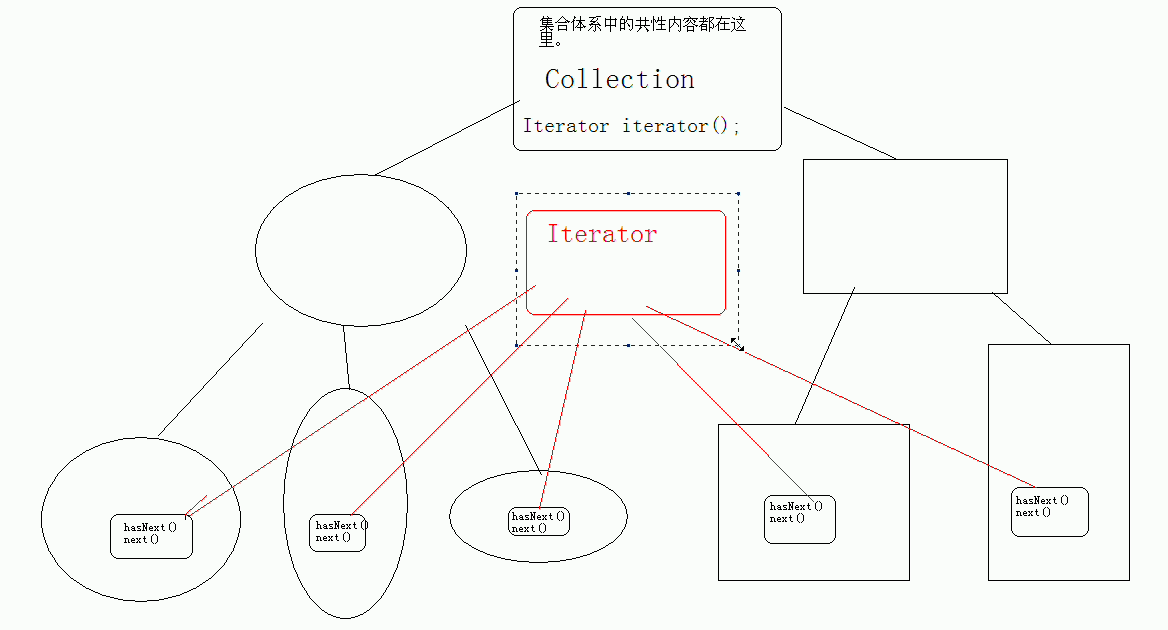 集合体系中的共性内容都在这
里。
Collection
Iterator iterator();
Iterator
hasNext()
next()
hasNext()
next()
hasNext()
next()
hasNext()
next()
hasNext()
next()